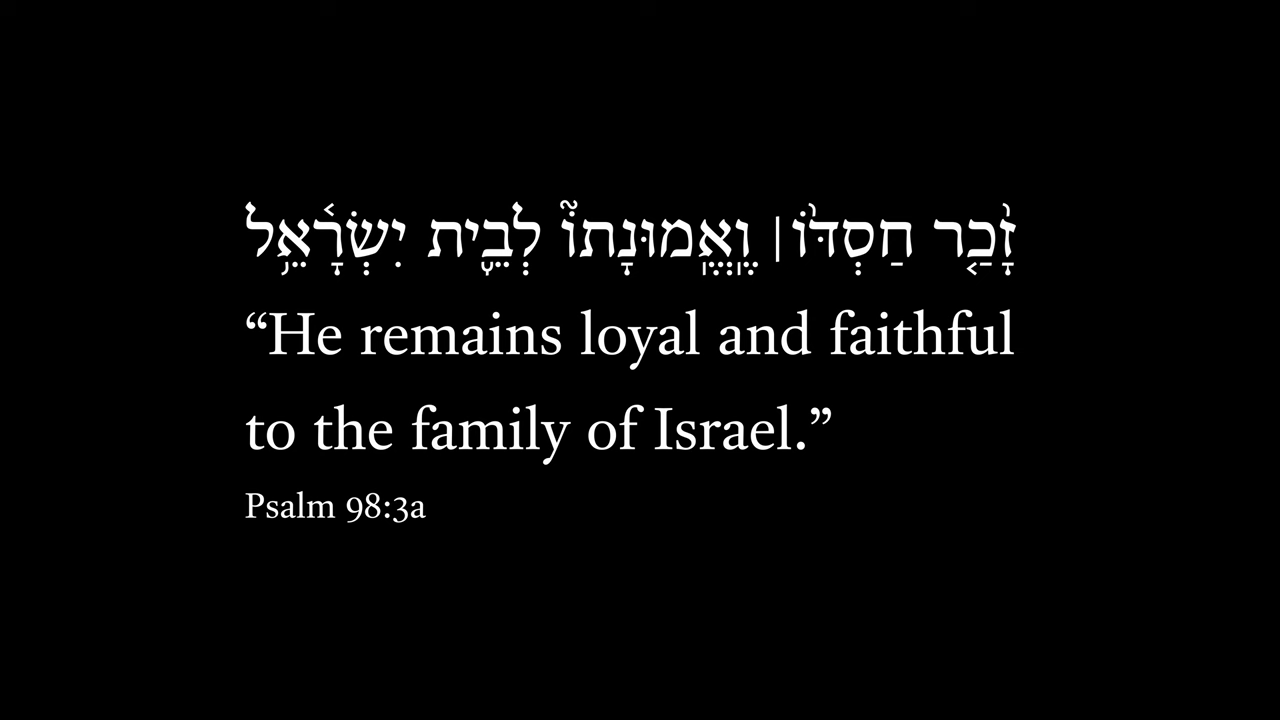 זָ֘כַ֤ר חַסְדּ֨וֹ׀ וֶֽאֱֽמוּנָתוֹ֮ לְבֵ֪ית יִשְׂרָ֫אֵ֥ל
“He remains loyal and faithful
to the family of Israel.”
Psalm 98:3a